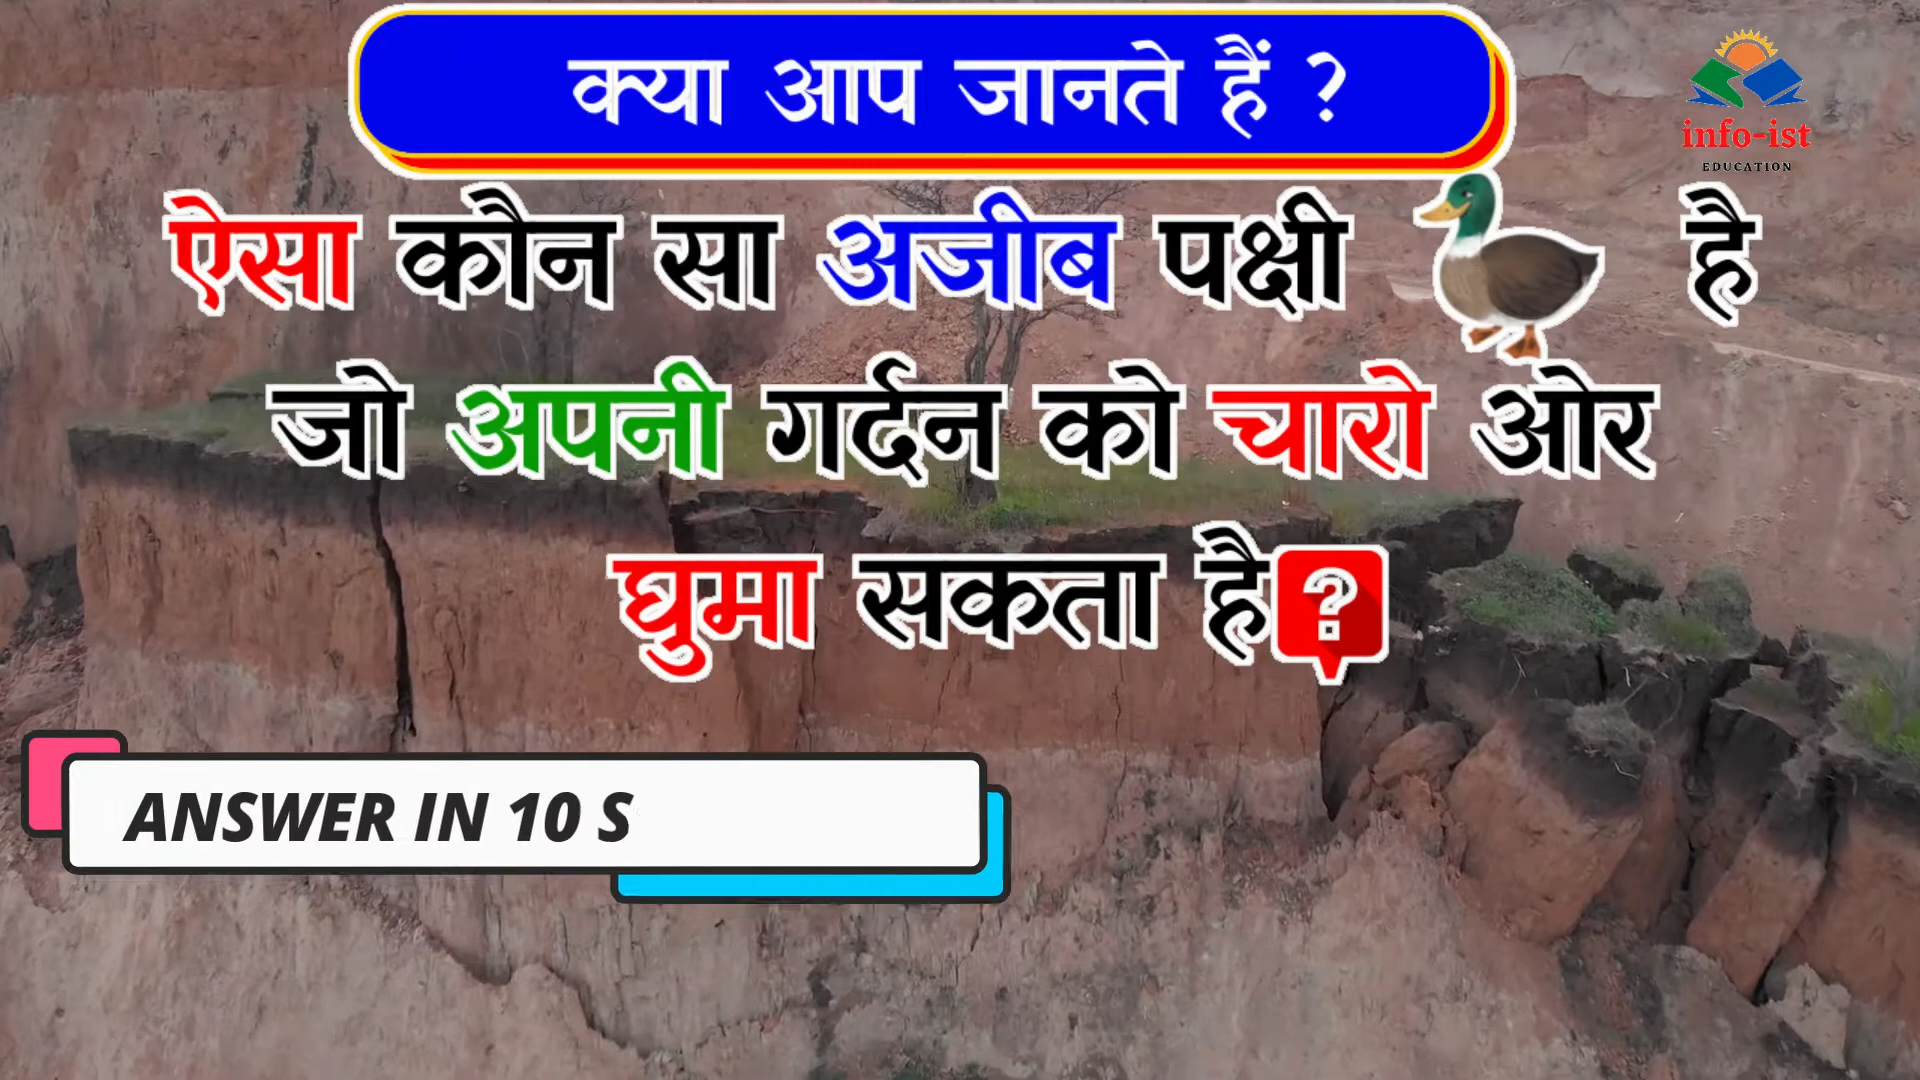 क्या आप जानते हैं ?
info-ist
EDUCATION
ऐसा कौन सा अजीब पक्षी है
जो अपनी गर्दन को चारो ओर
घुमा सकता है?
ANSWER IN 10 S